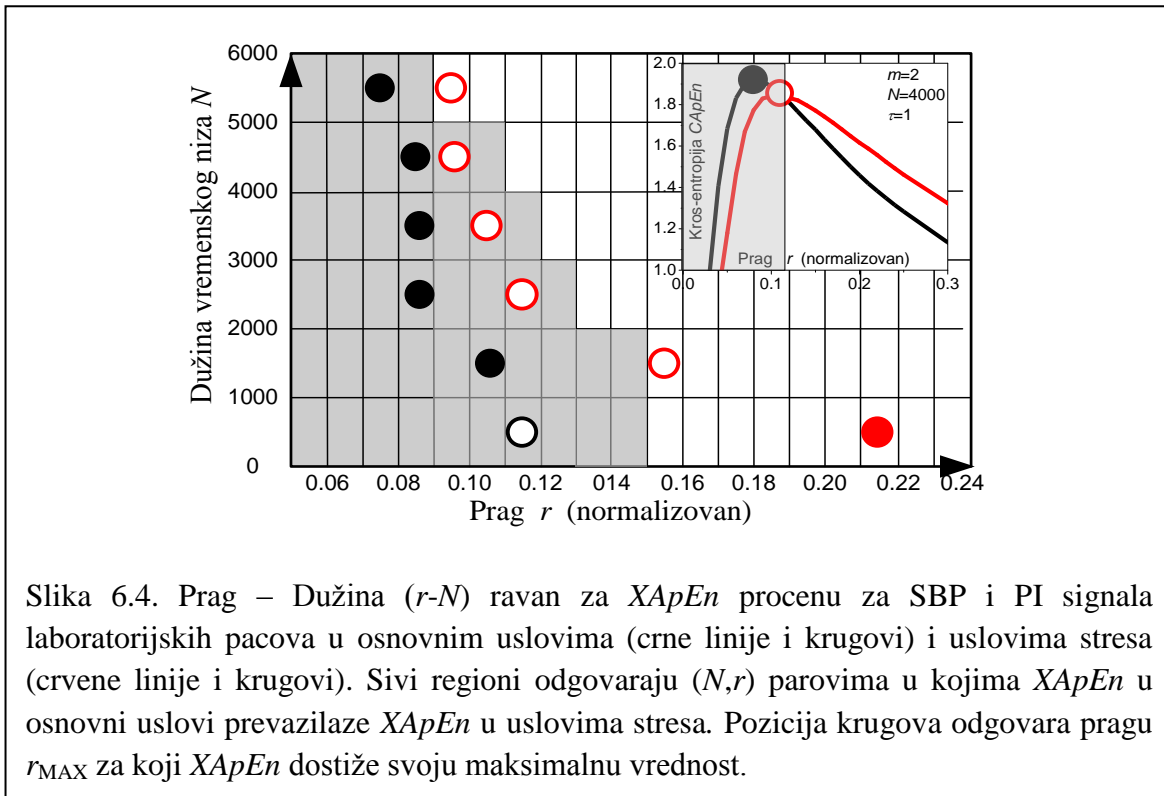 6000
5000
4000
3000
2000
1000
0
Dužina vremenskog niza N
0.06 0.08 0.10 0.12 014 0.16 0.18 0.20 0.22 0.24
Prag r (normalizovan)
2.0
1.8
1.6
1.4
1.2
1.0
Kros-entropija CApEn
m=2
N=4000
τ=1
Prag r (normalizovan)
0.0 0.1 0.2 0.3
Slika 6.4. Prag – Dužina (r-N) ravan za XApEn procenu za SBP i PI signala
laboratorijskih pacova u osnovnim uslovima (crne linije i krugovi) i uslovima stresa
(crvene linije i krugovi). Sivi regioni odgovaraju (N,r) parovima u kojima XApEn u
osnovni uslovi prevazilaze XApEn u uslovima stresa. Pozicija krugova odgovara pragu
rMAX za koji XApEn dostiže svoju maksimalnu vrednost.